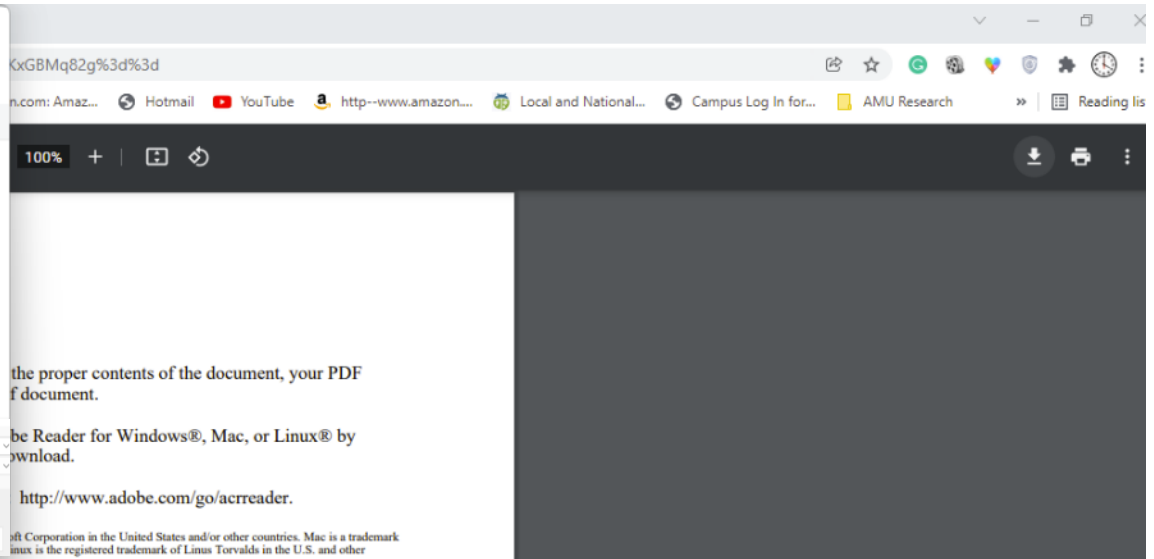 KxGBMq82g%3d%3d
n.com: Amaz... Hotmail YouTube http--www.amazon.... Local and National... Campus Log In for... AMU Research » Reading lis
100%
the proper contents of the document, your PDF
f document.
be Reader for Windows®, Mac, or Linux® by
ownload.
http://www.adobe.com/go/acrreader.
oft Corporation in the United States and/or other countries. Mac is a trademark
inux is the registered trademark of Linus Torvalds in the U.S. and other